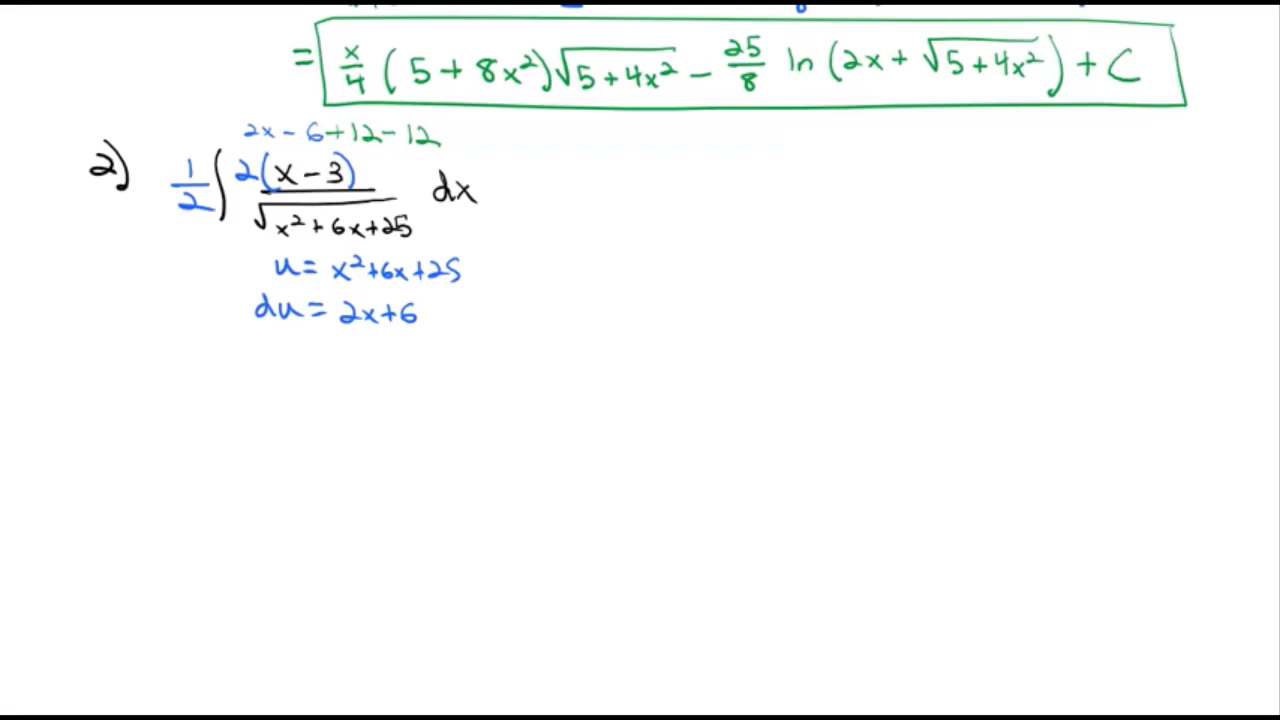 = x/4 (5 + 8x²)√(5 + 4x²) − 25/8 ln (2x + √(5 + 4x²)) + C
2x − 6 + 12 − 12
2) 1/2 ∫ 2(x − 3) / √(x² + 6x + 25) dx
u = x² + 6x + 25
du = 2x + 6